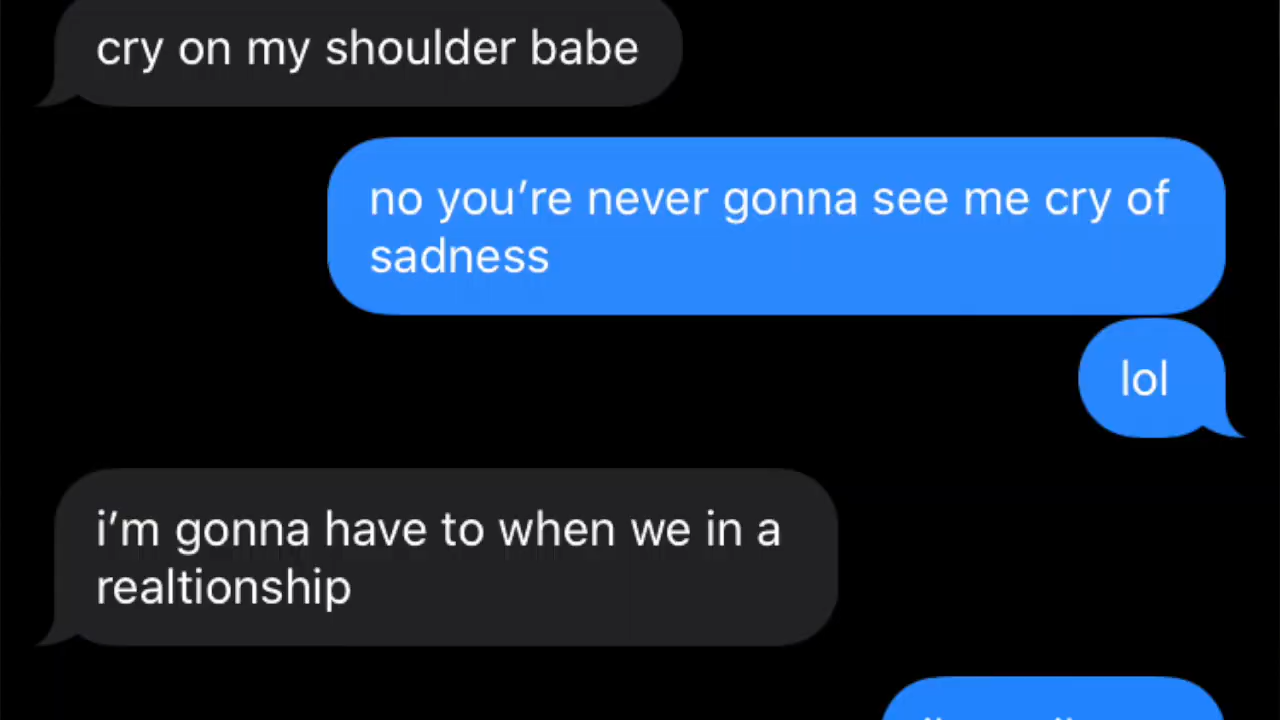 cry on my shoulder babe
no you’re never gonna see me cry of
sadness
lol
i’m gonna have to when we in a
realtionship